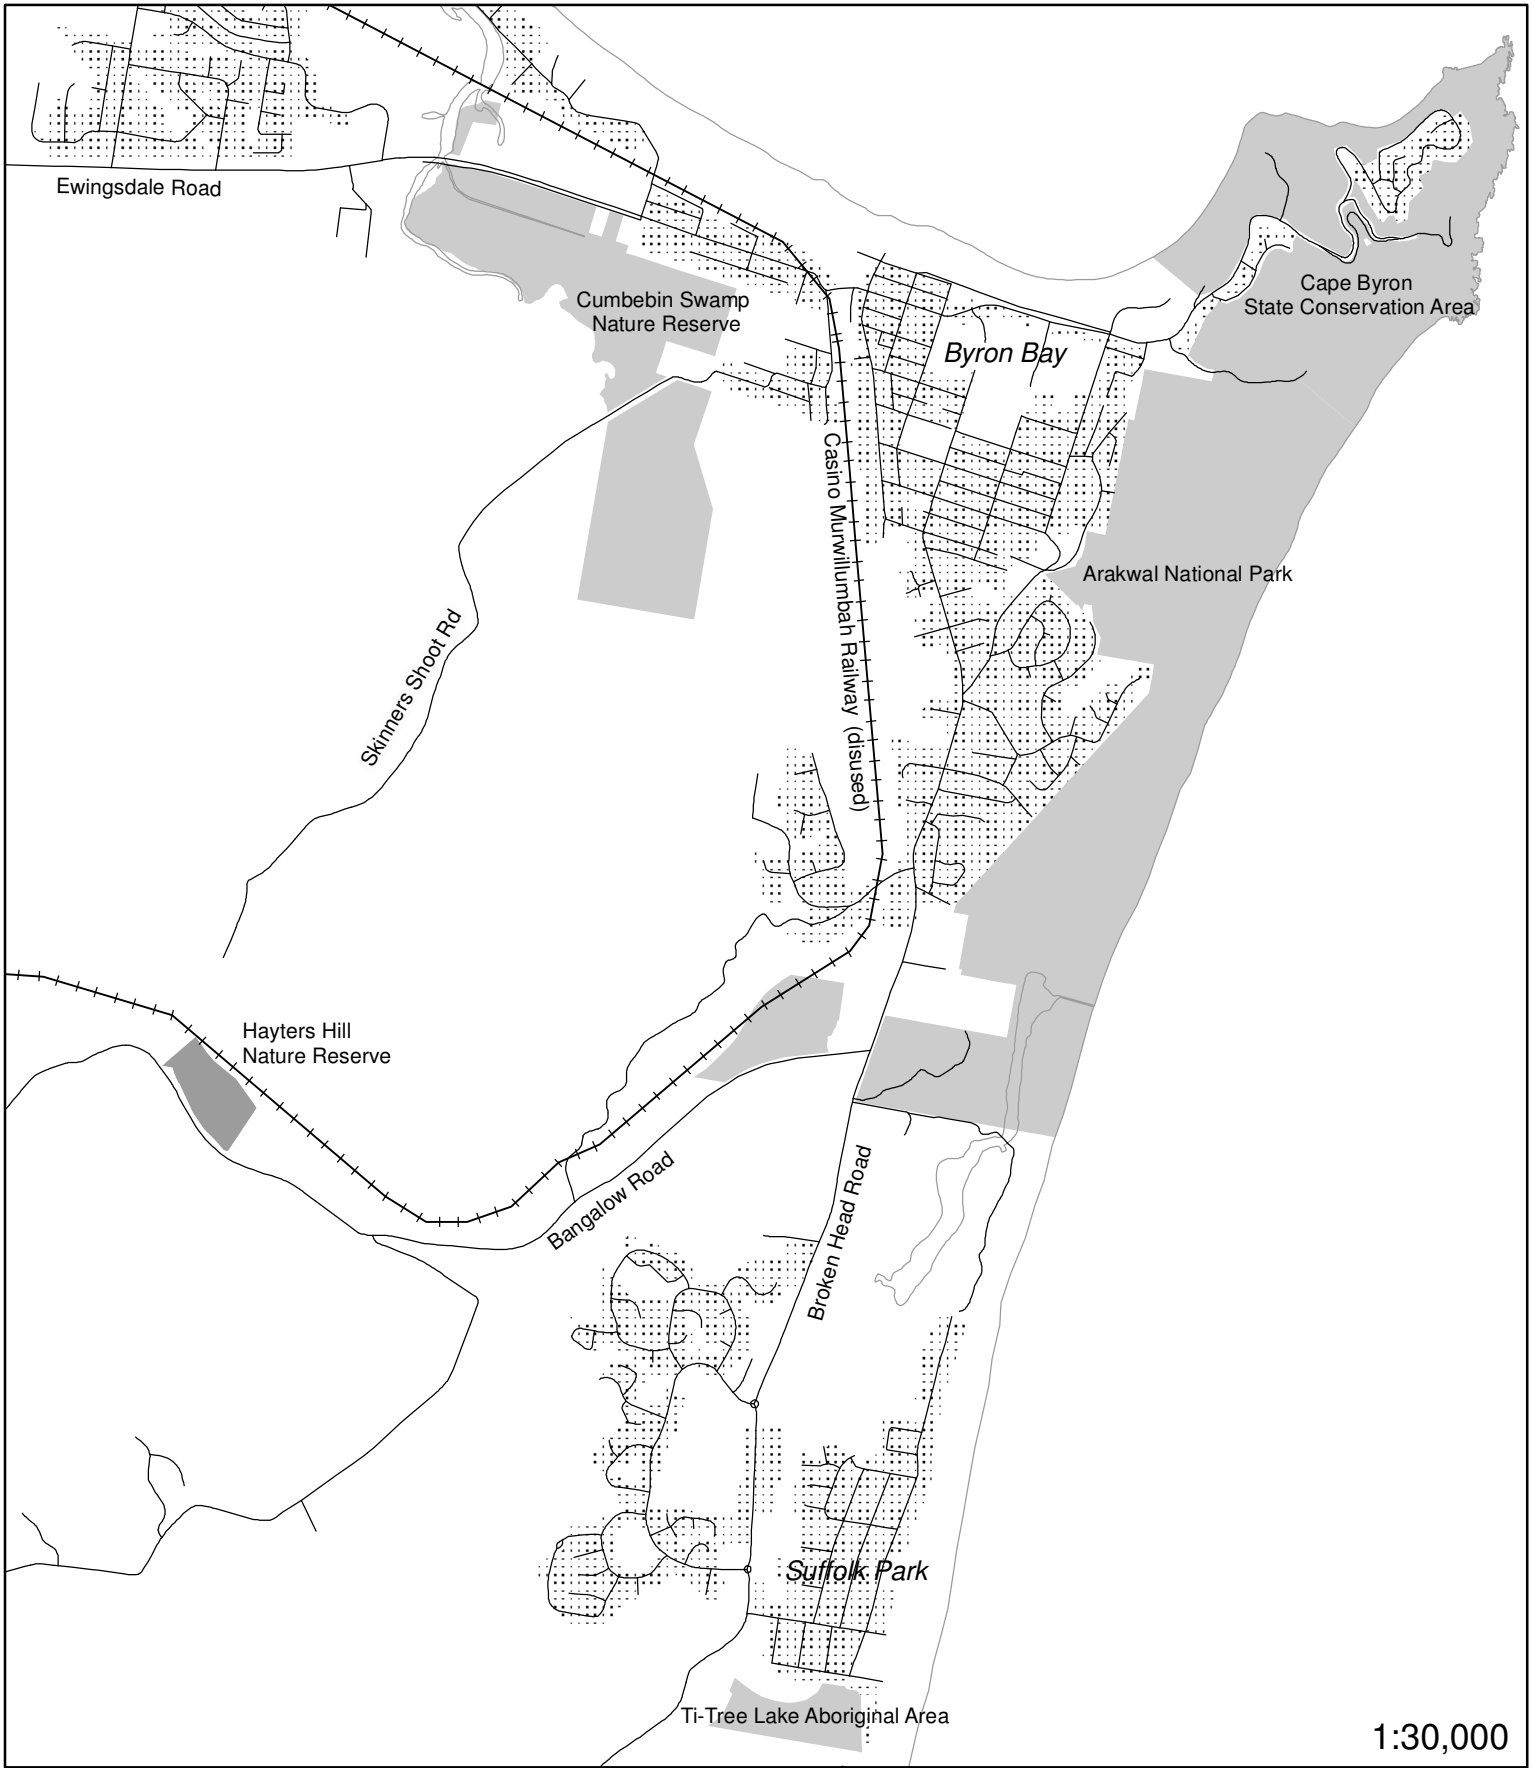 Ewingsdale Road
Cape Byron
State Conservation Area
Cumbebin Swamp
Nature Reserve
Byron Bay
Casino Murwillumbah Railway (disused)
Arakwal National Park
Skinners Shoot Rd
Hayters Hill
Nature Reserve
Bangalow Road
Broken Head Road
Suffolk Park
Ti-Tree Lake Aboriginal Area
1:30,000